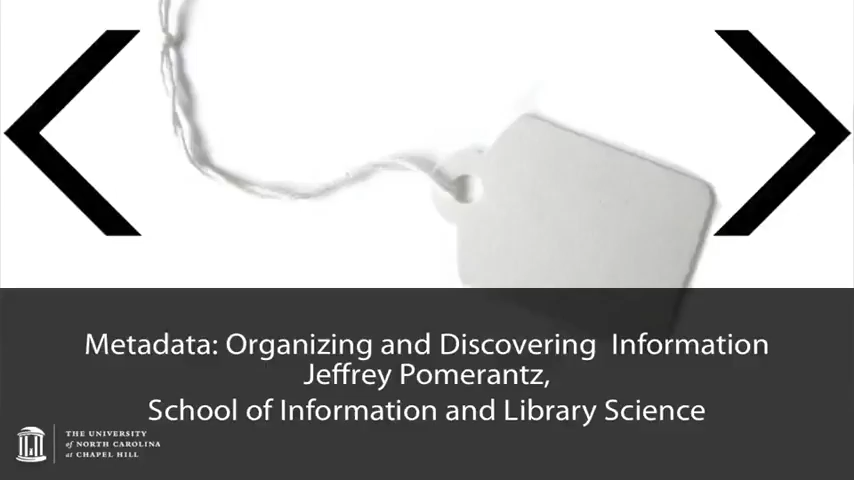 Metadata: Organizing and Discovering  Information
Jeffrey Pomerantz,
School of Information and Library Science
THE UNIVERSITY
of NORTH CAROLINA
at CHAPEL HILL